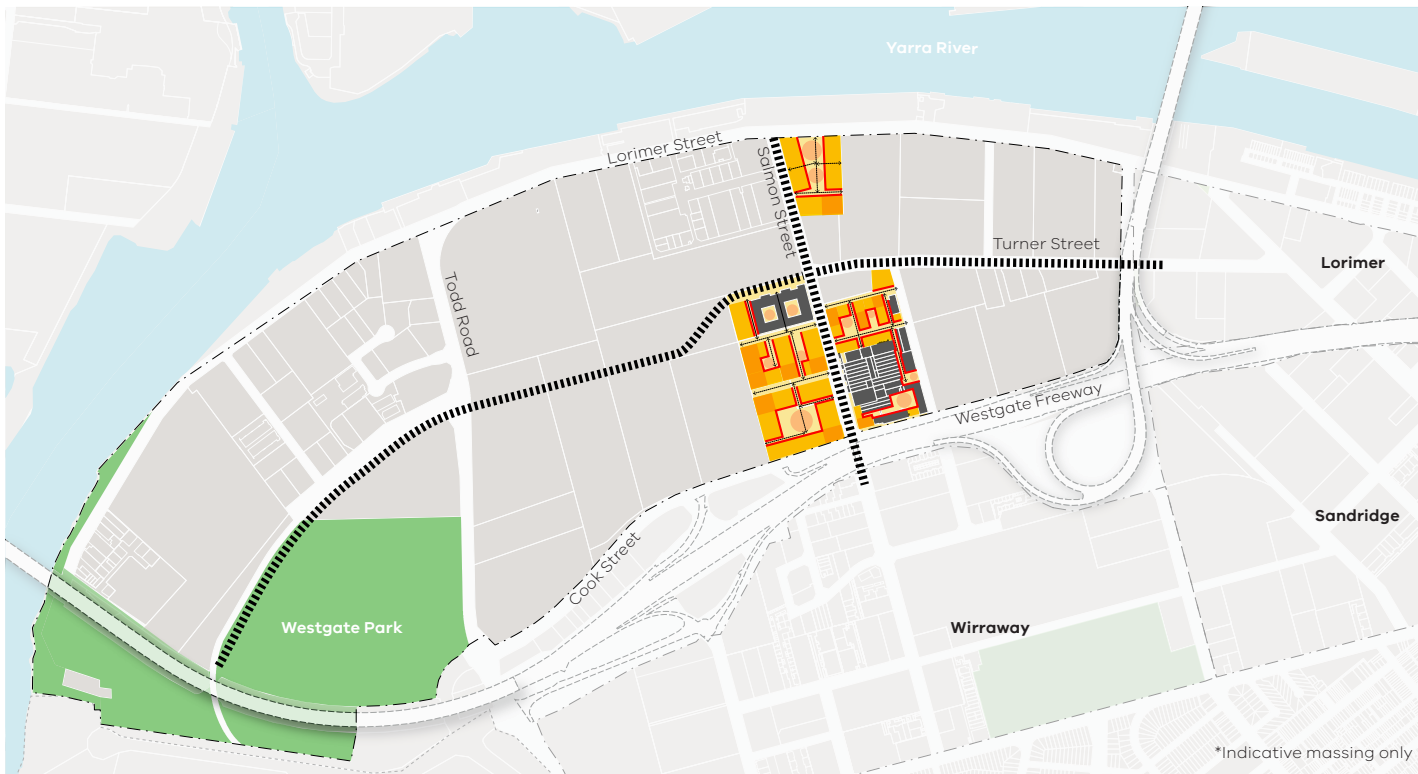 Yarra River
Lorimer Street
Salmon Street
Turner Street
Lorimer
Todd Road
Westgate Freeway
Sandridge
Cook Street
Westgate Park
Wirraway
*Indicative massing only